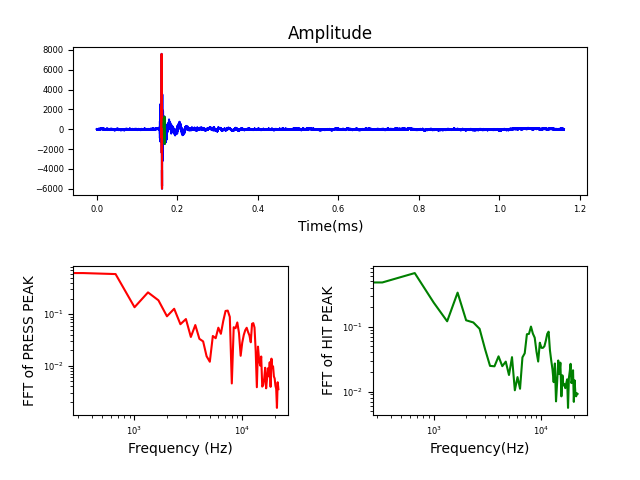 Amplitude
8000
6000
4000
2000
0
−2000
−4000
−6000
0.0 0.2 0.4 0.6 0.8 1.0 1.2
Time(ms)
FFT of PRESS PEAK
10⁻¹
10⁻²
10³ 10⁴
Frequency (Hz)
FFT of HIT PEAK
10⁻¹
10⁻²
10³ 10⁴
Frequency(Hz)